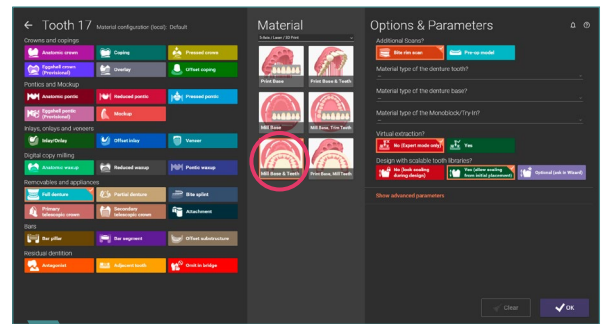 ← Tooth 17 Material configuration (local): Default
Crowns and copings
Anatomic crown
Coping
Pressed crown
Eggshell crown (Provisional)
Overlay
Offset coping
Pontics and Mockup
Anatomic pontic
Reduced pontic
Pressed pontic
Eggshell pontic (Provisional)
Mockup
Inlays, onlays and veneers
Inlay/Onlay
Offset inlay
Veneer
Digital copy milling
Anatomic waxup
Reduced waxup
Pontic waxup
Removables and appliances
Full denture
Partial denture
Bite splint
Primary telescopic crown
Secondary telescopic crown
Attachment
Bars
Bar pillar
Bar segment
Offset substructure
Residual dentition
Antagonist
Adjacent tooth
Omit in bridge
Material
Print Base
Print Base & Teeth
Mill Base
Mill Base, Trim Teeth
Mill Base & Teeth
Print Base, Mill Teeth
Options & Parameters
Additional Scans?
Bite rim scan
Pre-op model
Material type of the denture tooth?
--
Material type of the denture base?
--
Material type of the Monoblock/Try-In?
--
Virtual extraction?
No (Expert mode only)
Yes
Design with scalable tooth libraries?
No (lock scaling during design)
Yes (allow scaling from initial placement)
Optional (ask in Wizard)
Show advanced parameters
Clear
OK